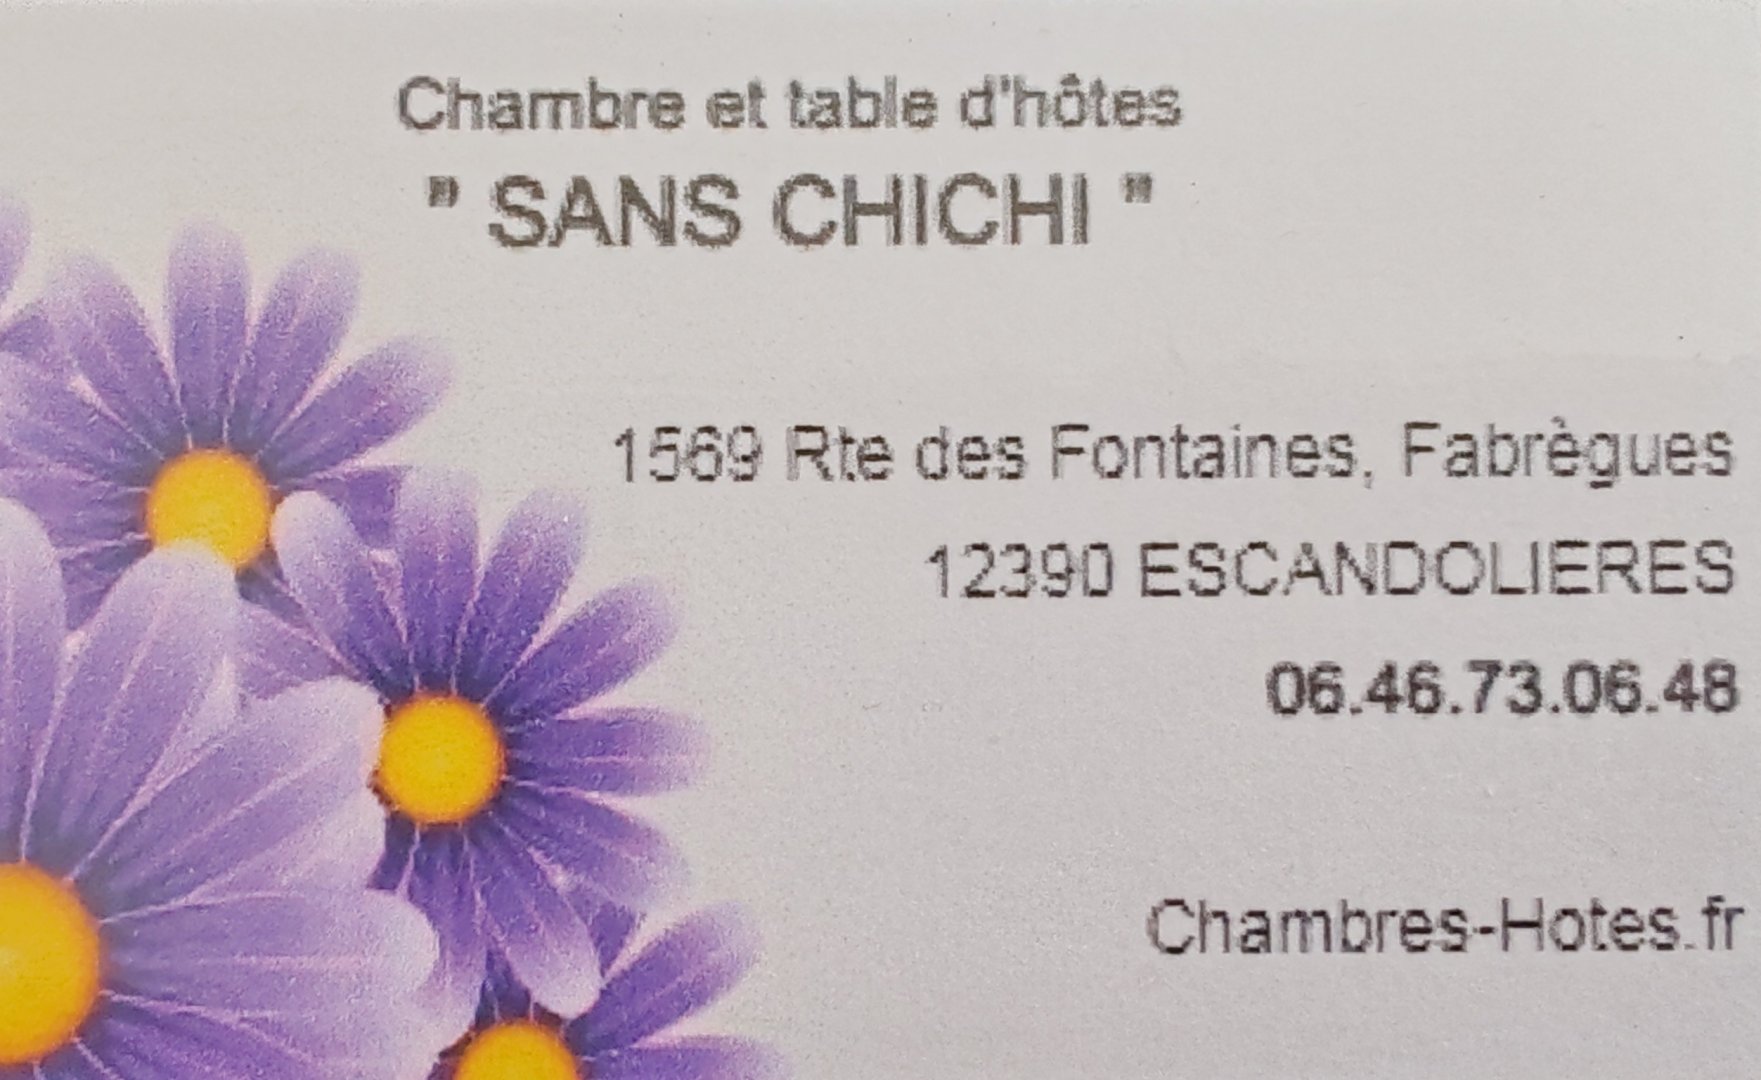 Chambre et table d'hôtes
" SANS CHICHI "
1569 Rte des Fontaines, Fabrègues
12390 ESCANDOLIERES
06.46.73.06.48
Chambres-Hotes.fr